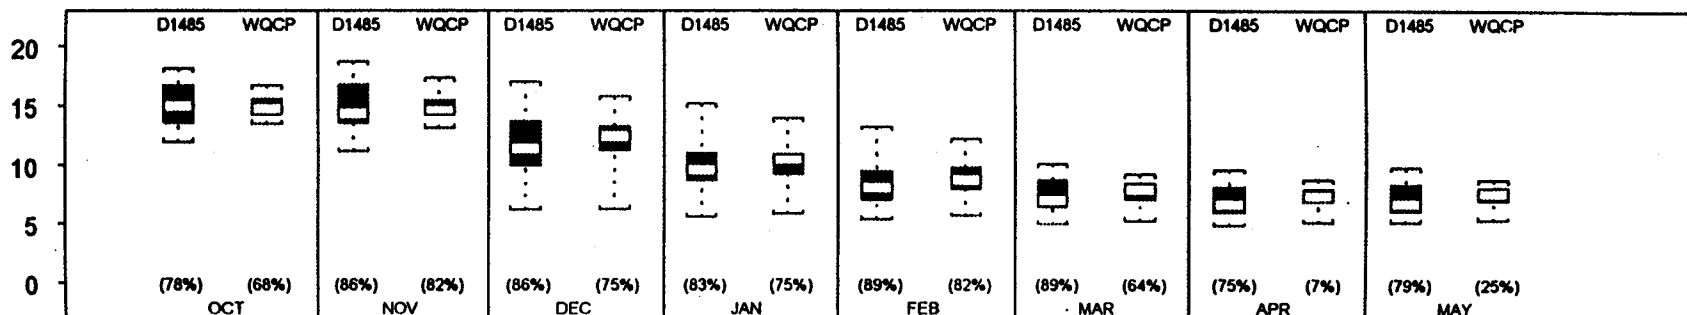 D1485 WQCP D1485 WQCP D1485 WQCP D1485 WQCP D1485 WQCP D1485 WQCP D1485 WQCP D1485 WQCP
20
15
10
5
0
(78%) (68%) (86%) (82%) (86%) (75%) (83%) (75%) (89%) (82%) (89%) (64%) (75%) (7%) (79%) (25%)
OCT NOV DEC JAN FEB MAR APR MAY